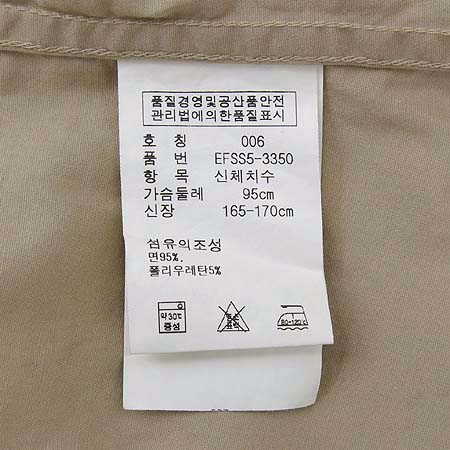 품질경영및공산품안전
관리법에의한품질표시
호 칭 006
품 번 EFSS5-3350
항 목 신체치수
가슴둘레 95cm
신장 165-170cm
섬유의조성
면95%.
폴리우레탄5%
약30℃
중성
80-120℃